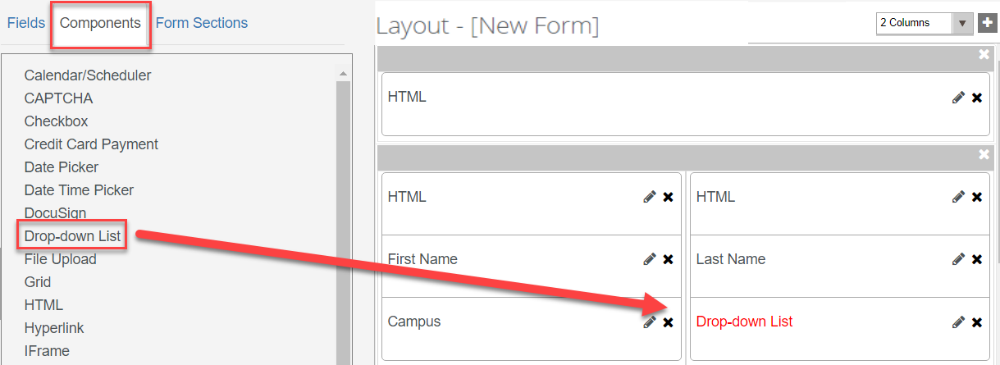 Fields Components Form Sections
Calendar/Scheduler
CAPTCHA
Checkbox
Credit Card Payment
Date Picker
Date Time Picker
DocuSign
Drop-down List
File Upload
Grid
HTML
Hyperlink
IFrame
Layout - [New Form]
2 Columns
HTML
HTML HTML
First Name Last Name
Campus Drop-down List